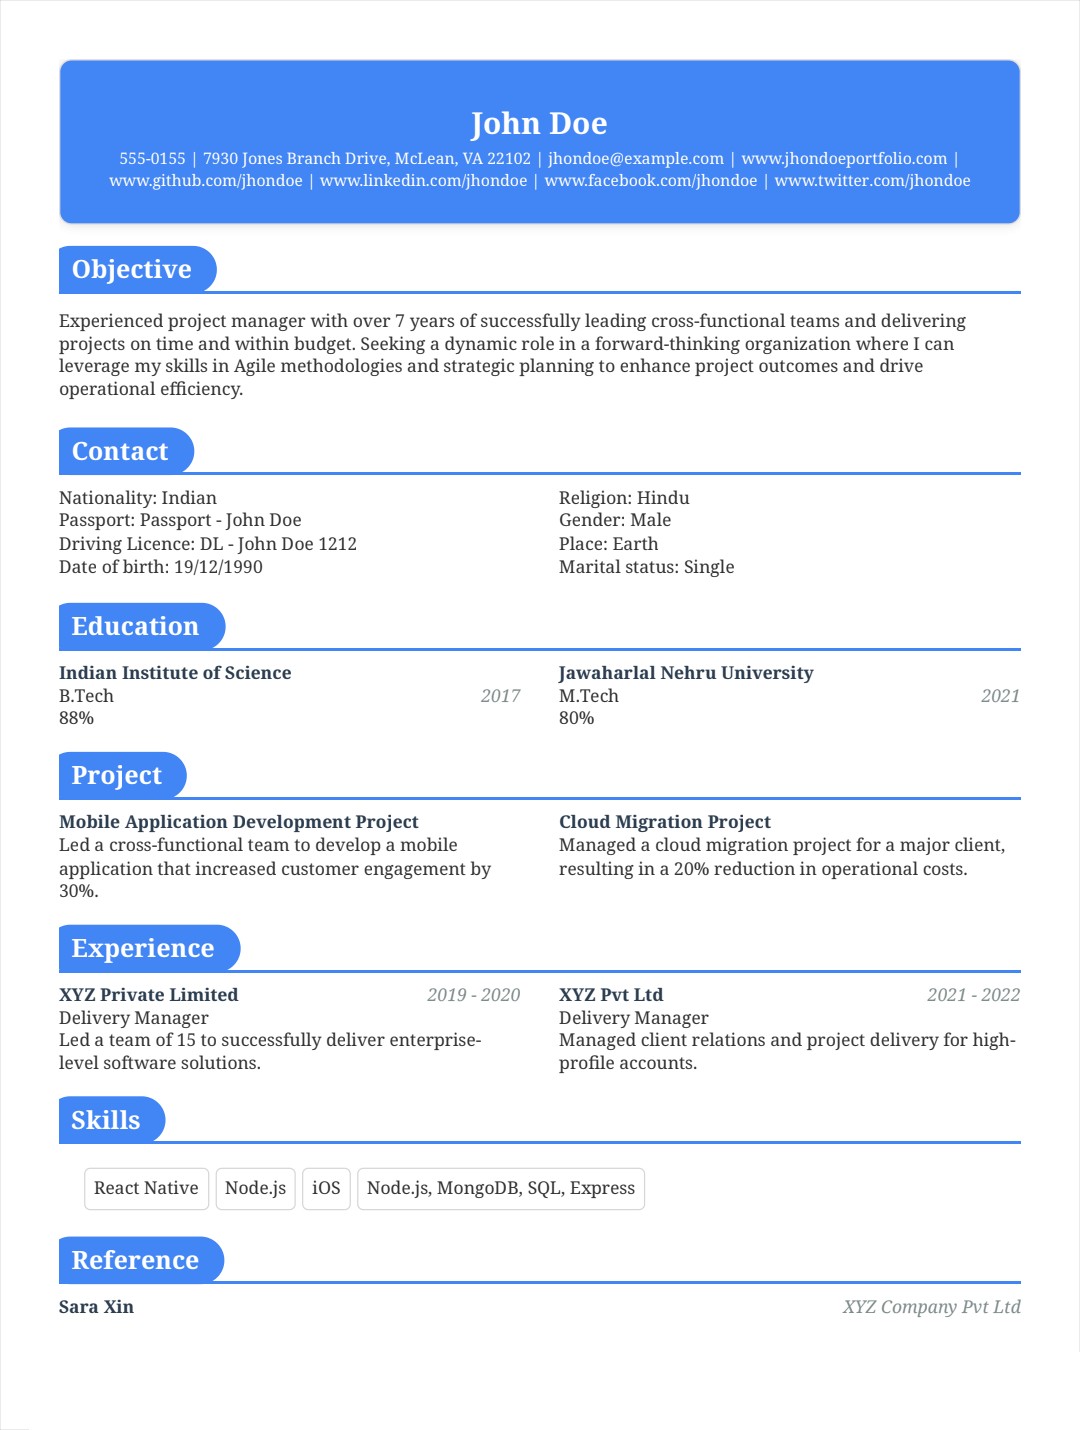 John Doe
555-0155 | 7930 Jones Branch Drive, McLean, VA 22102 | jhondoe@example.com | www.jhondoeportfolio.com |
www.github.com/jhondoe | www.linkedin.com/jhondoe | www.facebook.com/jhondoe | www.twitter.com/jhondoe
Objective
Experienced project manager with over 7 years of successfully leading cross-functional teams and delivering
projects on time and within budget. Seeking a dynamic role in a forward-thinking organization where I can
leverage my skills in Agile methodologies and strategic planning to enhance project outcomes and drive
operational efficiency.
Contact
Nationality: Indian
Passport: Passport - John Doe
Driving Licence: DL - John Doe 1212
Date of birth: 19/12/1990
Religion: Hindu
Gender: Male
Place: Earth
Marital status: Single
Education
Indian Institute of Science
B.Tech 2017
88%
Jawaharlal Nehru University
M.Tech 2021
80%
Project
Mobile Application Development Project
Led a cross-functional team to develop a mobile
application that increased customer engagement by
30%.
Cloud Migration Project
Managed a cloud migration project for a major client,
resulting in a 20% reduction in operational costs.
Experience
XYZ Private Limited 2019 - 2020
Delivery Manager
Led a team of 15 to successfully deliver enterprise-
level software solutions.
XYZ Pvt Ltd 2021 - 2022
Delivery Manager
Managed client relations and project delivery for high-
profile accounts.
Skills
React Native Node.js iOS Node.js, MongoDB, SQL, Express
Reference
Sara Xin XYZ Company Pvt Ltd